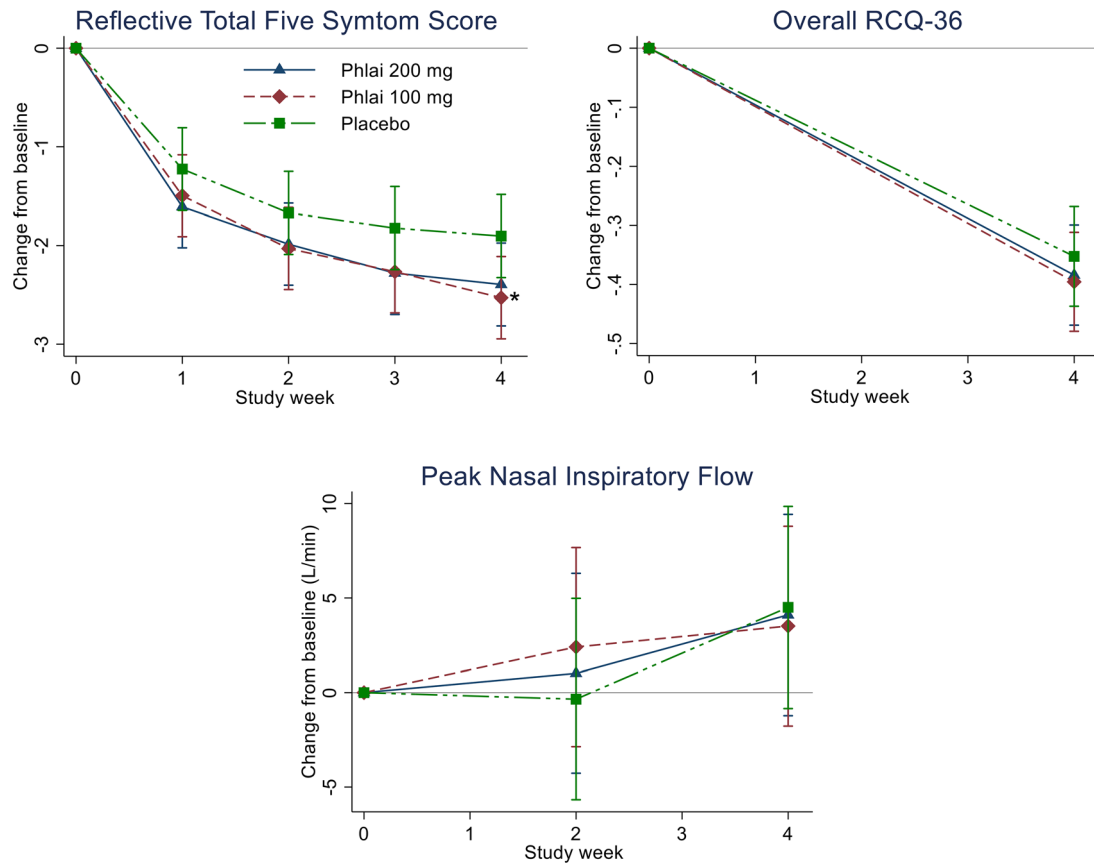 Reflective Total Five Symtom Score
Change from baseline
0
-1
-2
-3
Phlai 200 mg
Phlai 100 mg
Placebo
*
0 1 2 3 4
Study week
Overall RCQ-36
Change from baseline
0
-.1
-.2
-.3
-.4
-.5
0 1 2 3 4
Study week
Peak Nasal Inspiratory Flow
Change from baseline (L/min)
10
5
0
-5
0 1 2 3 4
Study week